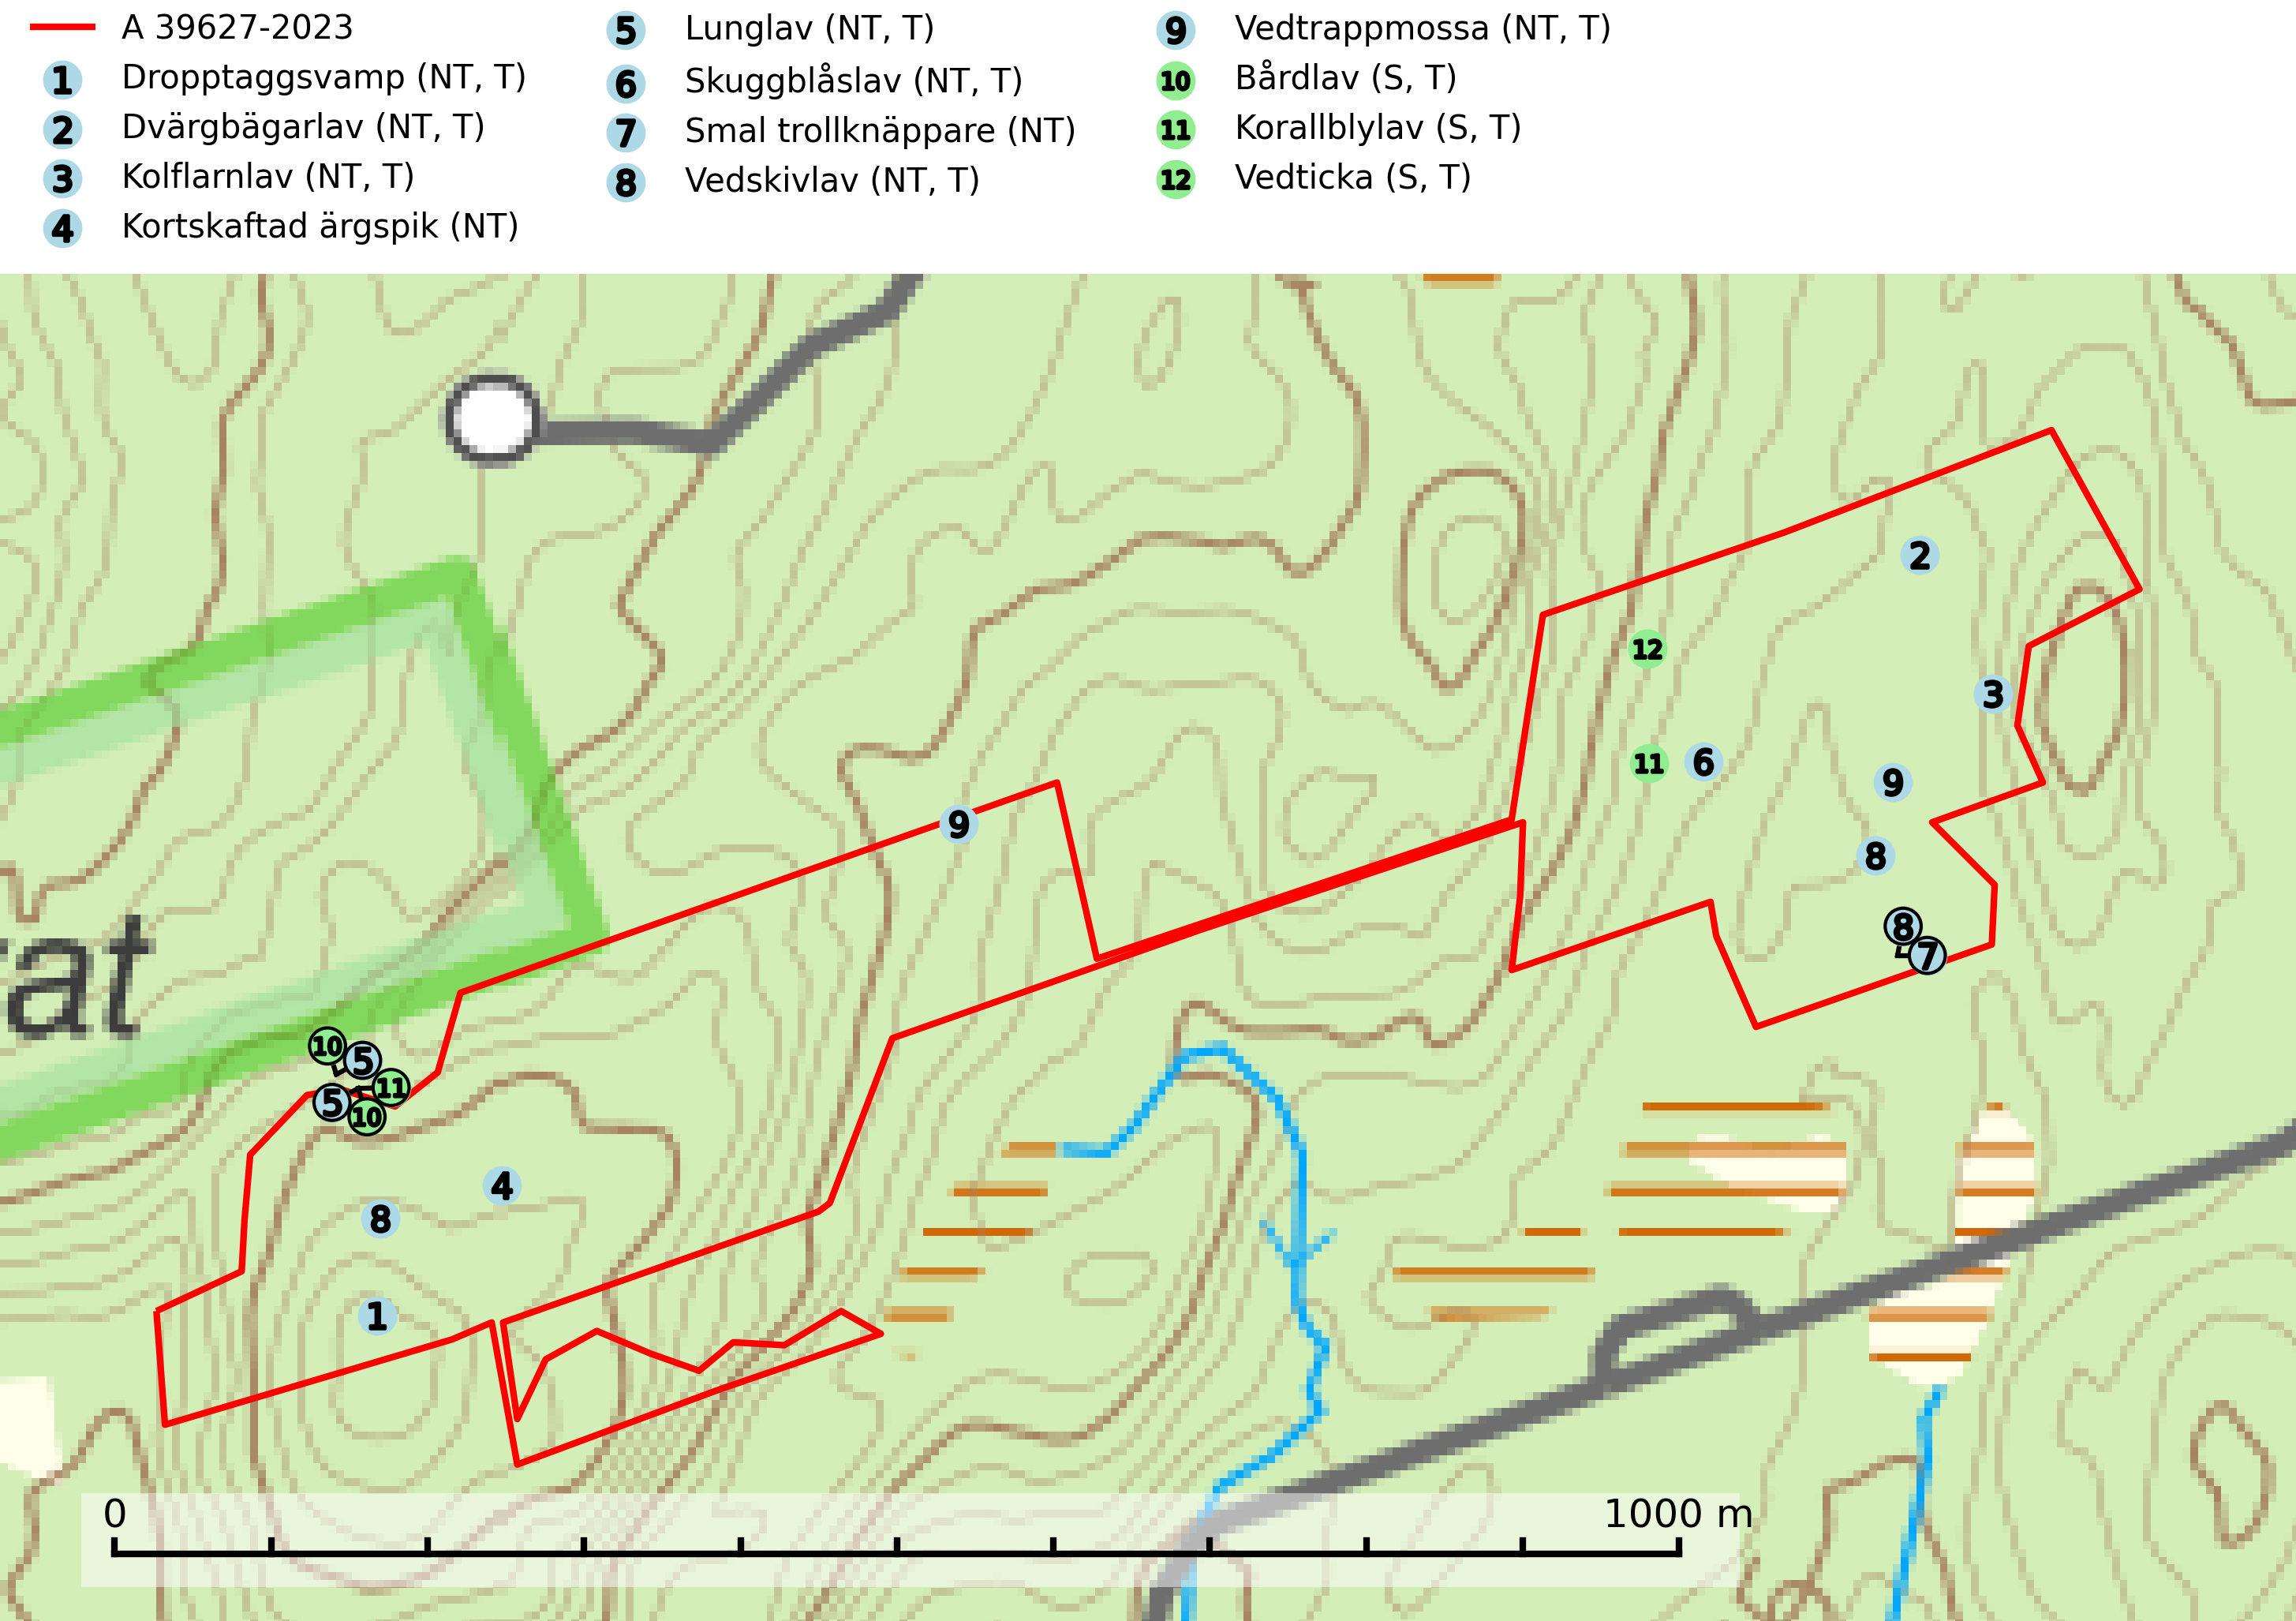 A 39627-2023
1 Dropptaggsvamp (NT, T)
2 Dvärgbägarlav (NT, T)
3 Kolflarnlav (NT, T)
4 Kortskaftad ärgspik (NT)
5 Lunglav (NT, T)
6 Skuggblåslav (NT, T)
7 Smal trollknäppare (NT)
8 Vedskivlav (NT, T)
9 Vedtrappmossa (NT, T)
10 Bårdlav (S, T)
11 Korallblylav (S, T)
12 Vedticka (S, T)
2
12
3
11 6
9
9
8
8
7
rat
10
5
11
5
10
4
8
1
0 1000 m